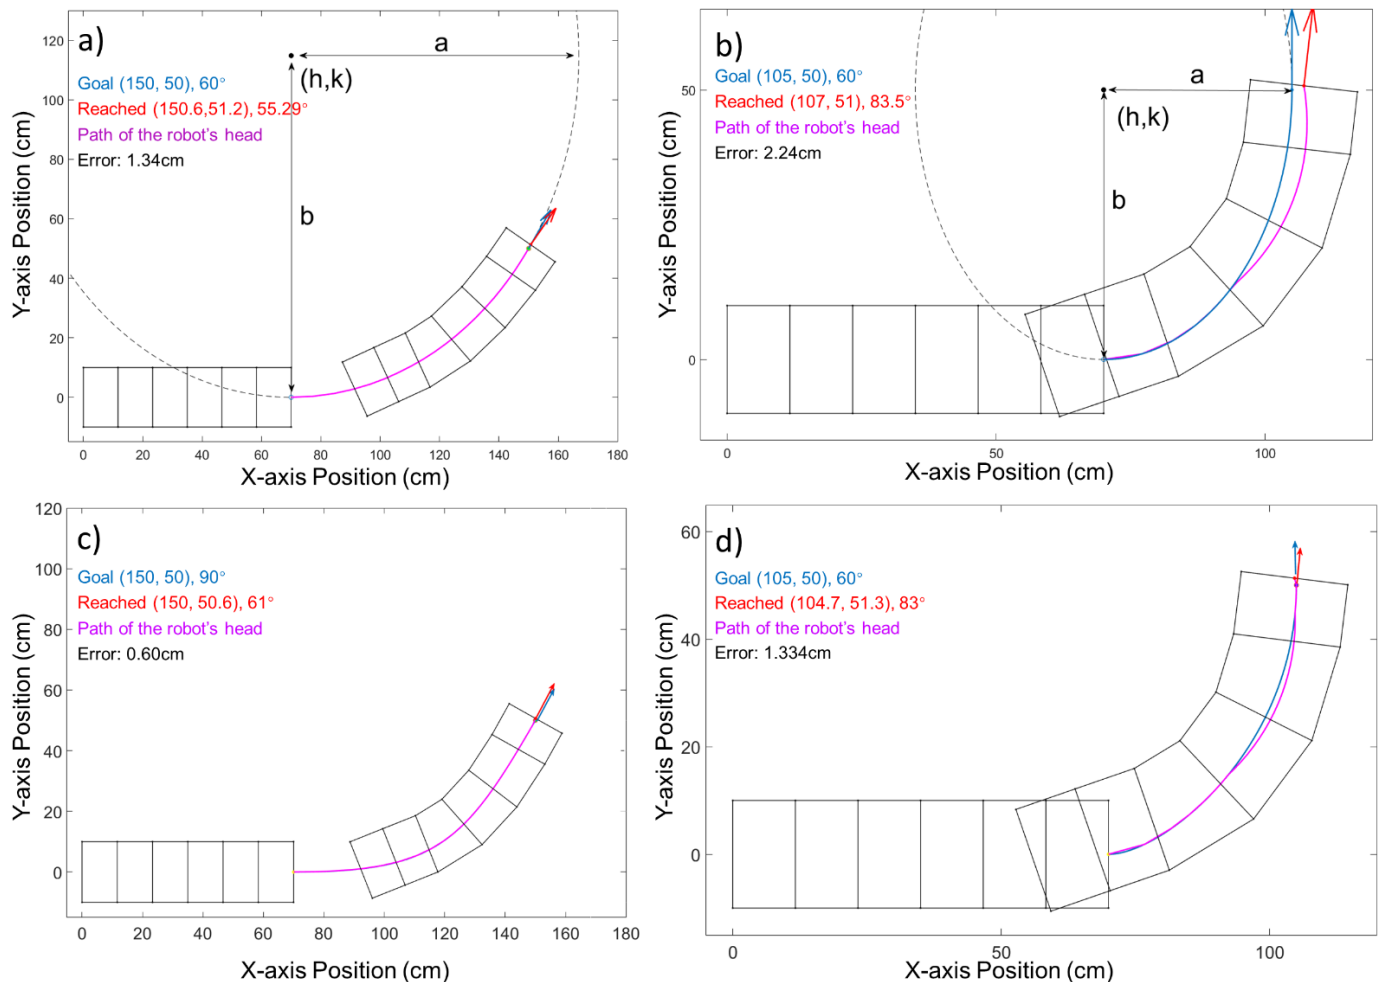 a)
Goal (150, 50), 60°
Reached (150.6,51.2), 55.29°
Path of the robot's head
Error: 1.34cm
a
(h,k)
b
120
100
80
60
40
20
0
Y-axis Position (cm)
0 20 40 60 80 100 120 140 160 180
X-axis Position (cm)
b)
Goal (105, 50), 60°
Reached (107, 51), 83.5°
Path of the robot's head
Error: 2.24cm
a
(h,k)
b
50
0
Y-axis Position (cm)
0 50 100
X-axis Position (cm)
c)
Goal (150, 50), 90°
Reached (150, 50.6), 61°
Path of the robot's head
Error: 0.60cm
120
100
80
60
40
20
0
Y-axis Position (cm)
0 20 40 60 80 100 120 140 160 180
X-axis Position (cm)
d)
Goal (105, 50), 60°
Reached (104.7, 51.3), 83°
Path of the robot's head
Error: 1.334cm
60
40
20
0
Y-axis Position (cm)
0 50 100
X-axis Position (cm)